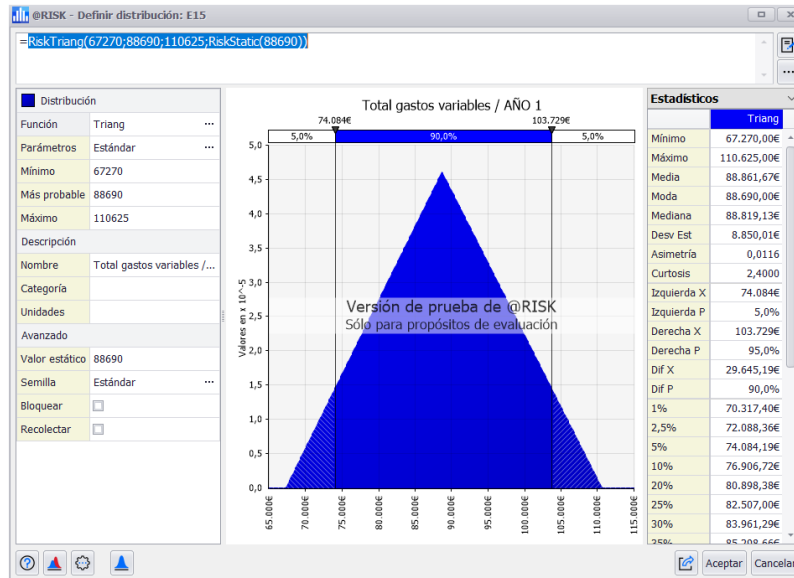 @RISK - Definir distribución: E15
=RiskTriang(67270;88690;110625;RiskStatic(88690))
Distribución
Función Triang ...
Parámetros Estándar ...
Mínimo 67270
Más probable 88690
Máximo 110625
Descripción
Nombre Total gastos variables /...
Categoría
Unidades
Avanzado
Valor estático 88690
Semilla Estándar ...
Bloquear
Recolectar
Total gastos variables / AÑO 1
74.084€ 103.729€
5,0% 90,0% 5,0%
5,0
4,5
4,0
3,5
3,0
2,5
2,0
1,5
1,0
0,5
0,0
Valores en x 10^-5
Versión de prueba de @RISK
Sólo para propósitos de evaluación
65.000€ 70.000€ 75.000€ 80.000€ 85.000€ 90.000€ 95.000€ 100.000€ 105.000€ 110.000€ 115.000€
Estadísticos
Triang
Mínimo 67.270,00€
Máximo 110.625,00€
Media 88.861,67€
Moda 88.690,00€
Mediana 88.819,13€
Desv Est 8.850,01€
Asimetría 0,0116
Curtosis 2,4000
Izquierda X 74.084€
Izquierda P 5,0%
Derecha X 103.729€
Derecha P 95,0%
Dif X 29.645,19€
Dif P 90,0%
1% 70.317,40€
2,5% 72.088,36€
5% 74.084,19€
10% 76.906,72€
20% 80.898,38€
25% 82.507,00€
30% 83.961,29€
35% 85.298,66€
Aceptar Cancelar